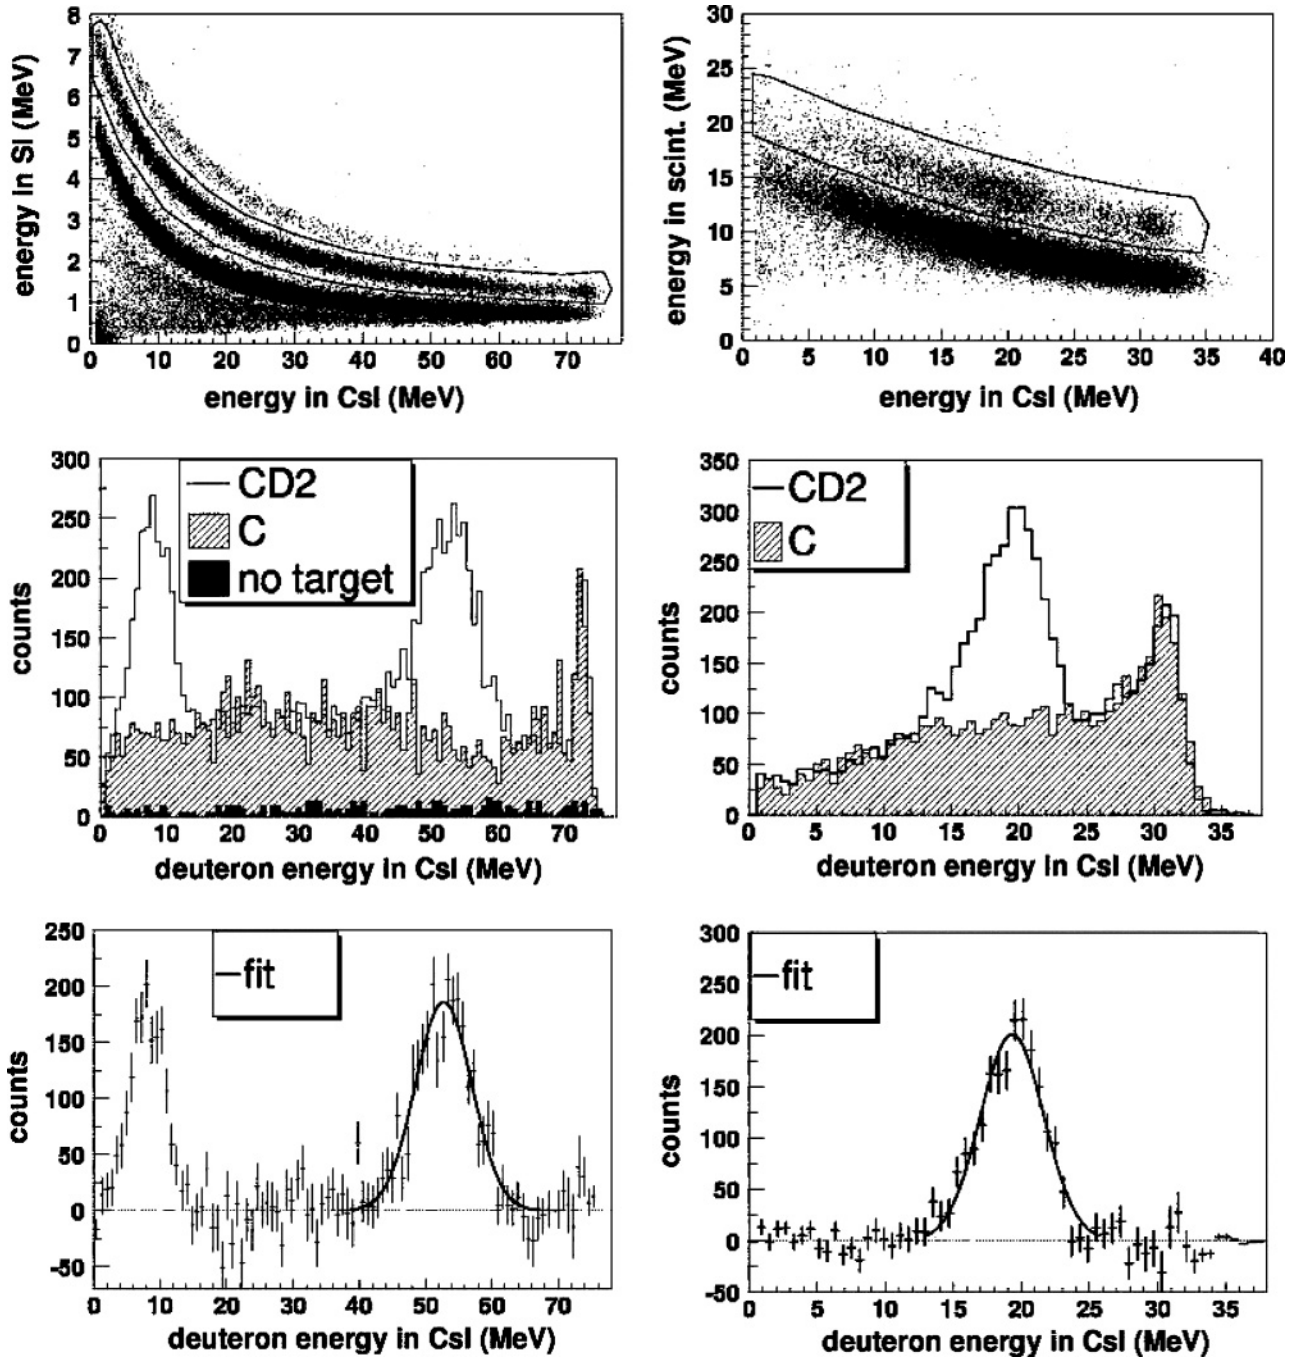 8
7
6
5
4
3
2
1
0
energy in Si (MeV)
0 10 20 30 40 50 60 70
energy in CsI (MeV)
30
25
20
15
10
5
0
energy in scint. (MeV)
0 5 10 15 20 25 30 35 40
energy in CsI (MeV)
300
250
200
150
100
50
0
counts
CD2
C
no target
0 10 20 30 40 50 60 70
deuteron energy in CsI (MeV)
350
300
250
200
150
100
50
0
counts
CD2
C
0 5 10 15 20 25 30 35
deuteron energy in CsI (MeV)
250
200
150
100
50
0
-50
counts
fit
0 10 20 30 40 50 60 70
deuteron energy in CsI (MeV)
300
250
200
150
100
50
0
-50
counts
fit
0 5 10 15 20 25 30 35
deuteron energy in CsI (MeV)